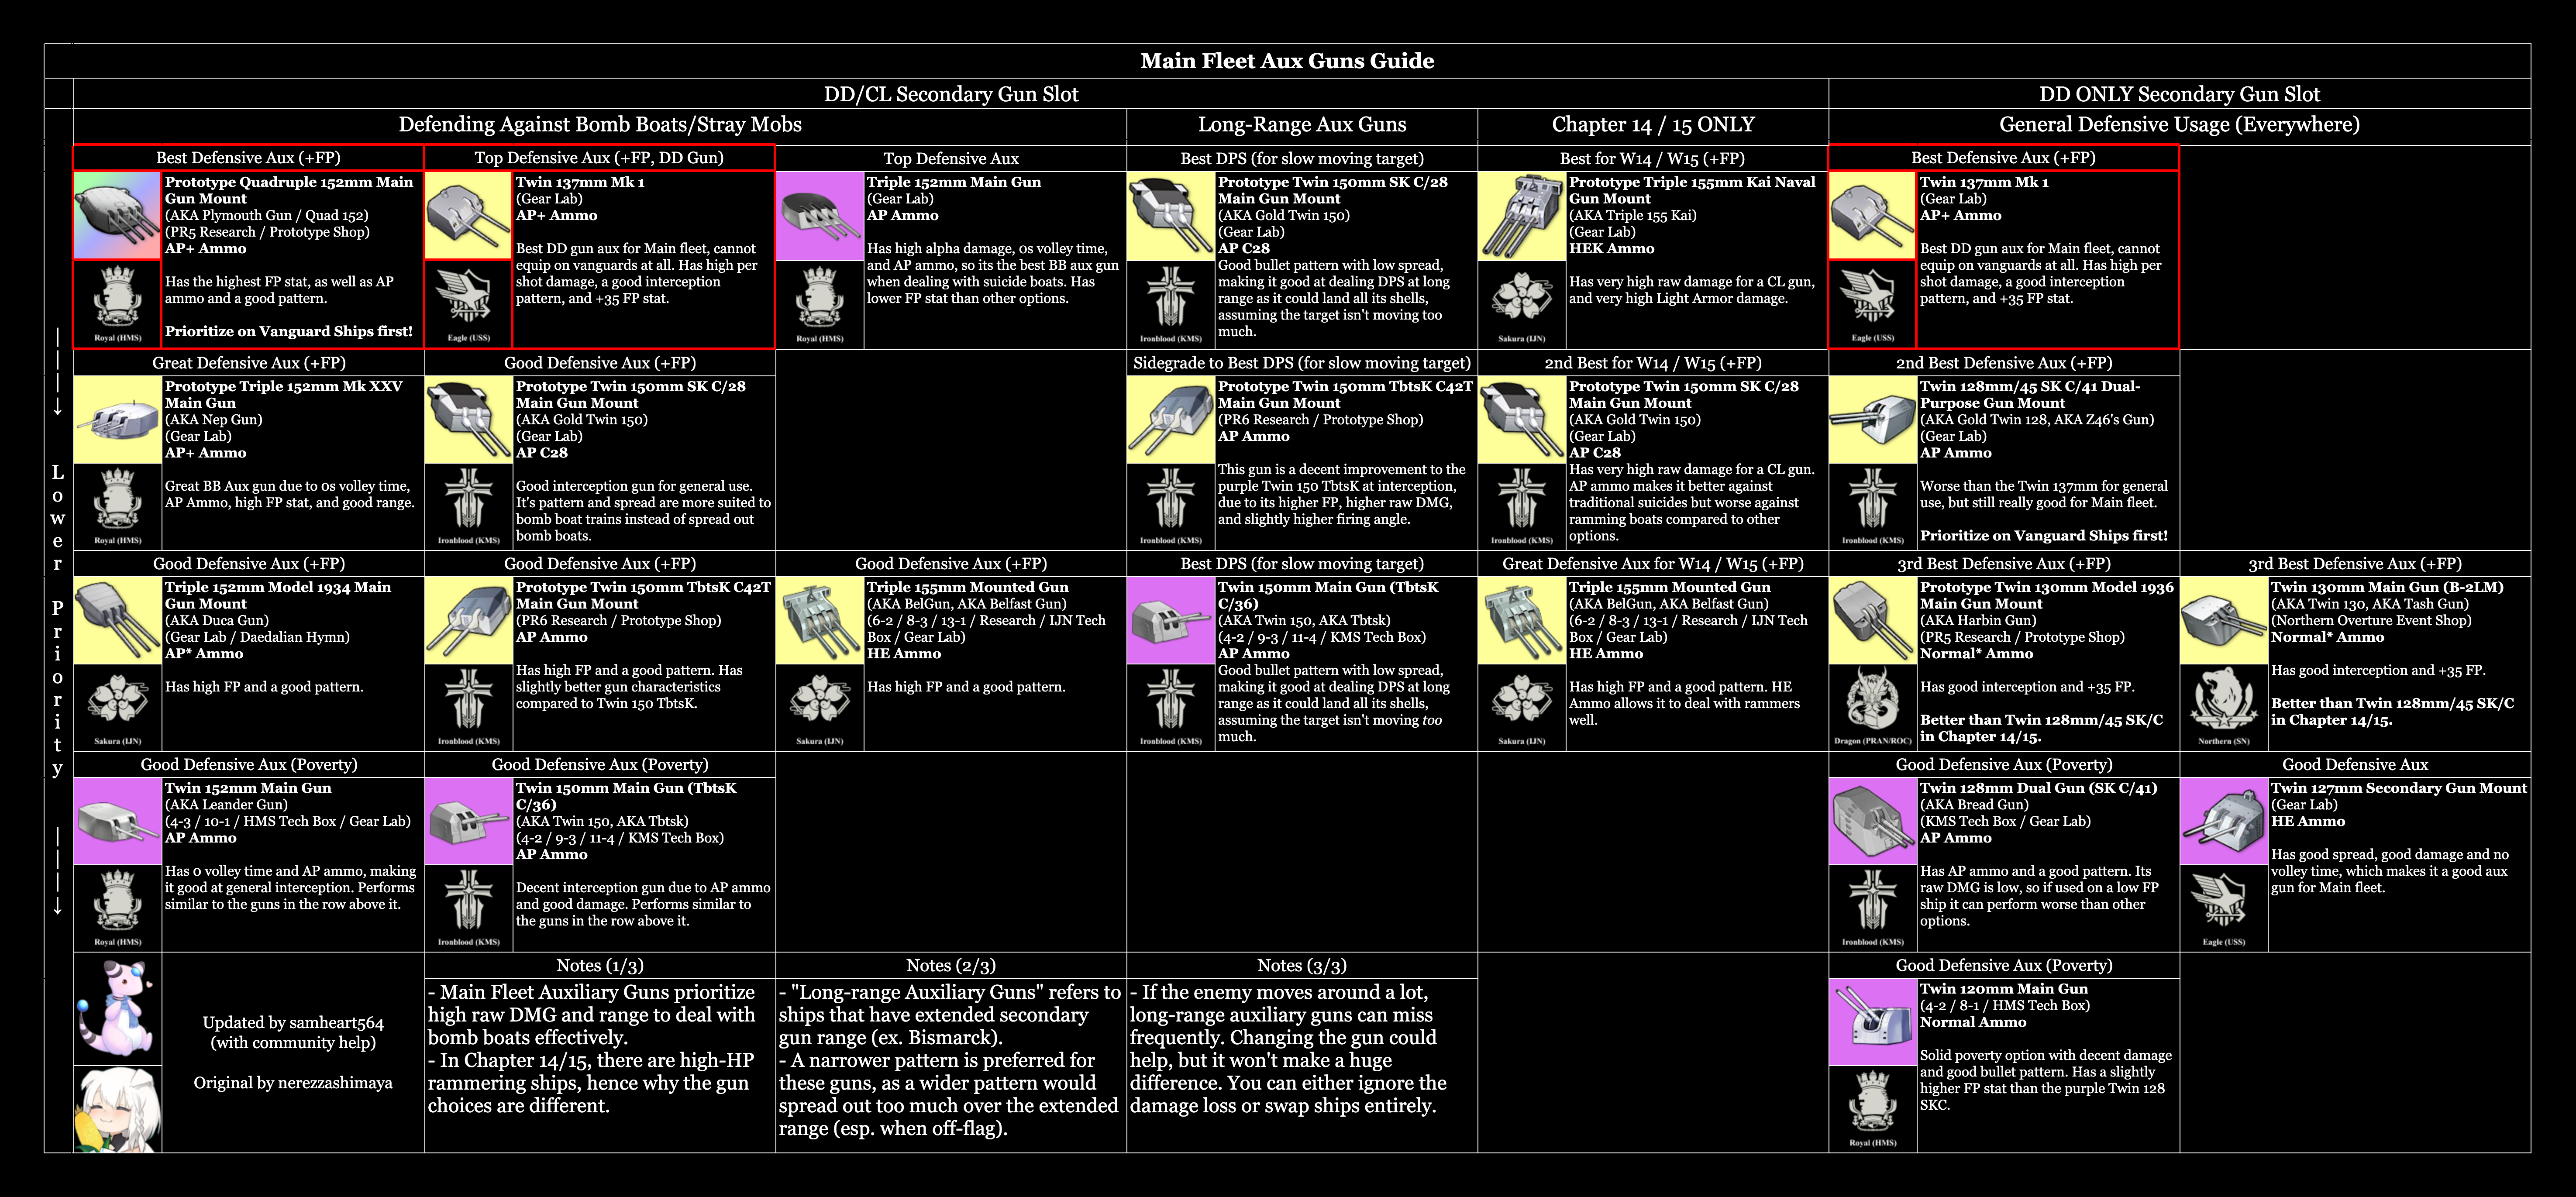 Main Fleet Aux Guns Guide
DD/CL Secondary Gun Slot
DD ONLY Secondary Gun Slot
Defending Against Bomb Boats/Stray Mobs
Long-Range Aux Guns
Chapter 14 / 15 ONLY
General Defensive Usage (Everywhere)
Lower Priority
Best Defensive Aux (+FP)
Prototype Quadruple 152mm Main
Gun Mount
(AKA Plymouth Gun / Quad 152)
(PR5 Research / Prototype Shop)
AP+ Ammo
Has the highest FP stat, as well as AP
ammo and a good pattern.
Prioritize on Vanguard Ships first!
Royal (HMS)
Top Defensive Aux (+FP, DD Gun)
Twin 137mm Mk 1
(Gear Lab)
AP+ Ammo
Best DD gun aux for Main fleet, cannot
equip on vanguards at all. Has high per
shot damage, a good interception
pattern, and +35 FP stat.
Eagle (USS)
Top Defensive Aux
Triple 152mm Main Gun
(Gear Lab)
AP Ammo
Has high alpha damage, 0s volley time,
and AP ammo, so its the best BB aux gun
when dealing with suicide boats. Has
lower FP stat than other options.
Royal (HMS)
Best DPS (for slow moving target)
Prototype Twin 150mm SK C/28
Main Gun Mount
(AKA Gold Twin 150)
(Gear Lab)
AP C28
Good bullet pattern with low spread,
making it good at dealing DPS at long
range as it could land all its shells,
assuming the target isn't moving too
much.
Ironblood (KMS)
Best for W14 / W15 (+FP)
Prototype Triple 155mm Kai Naval
Gun Mount
(AKA Triple 155 Kai)
(Gear Lab)
HEK Ammo
Has very high raw damage for a CL gun,
and very high Light Armor damage.
Sakura (IJN)
Best Defensive Aux (+FP)
Twin 137mm Mk 1
(Gear Lab)
AP+ Ammo
Best DD gun aux for Main fleet, cannot
equip on vanguards at all. Has high per
shot damage, a good interception
pattern, and +35 FP stat.
Eagle (USS)
Great Defensive Aux (+FP)
Prototype Triple 152mm Mk XXV
Main Gun
(AKA Nep Gun)
(Gear Lab)
AP+ Ammo
Great BB Aux gun due to 0s volley time,
AP Ammo, high FP stat, and good range.
Royal (HMS)
Good Defensive Aux (+FP)
Prototype Twin 150mm SK C/28
Main Gun Mount
(AKA Gold Twin 150)
(Gear Lab)
AP C28
Good interception gun for general use.
It's pattern and spread are more suited to
bomb boat trains instead of spread out
bomb boats.
Ironblood (KMS)
Sidegrade to Best DPS (for slow moving target)
Prototype Twin 150mm TbtsK C42T
Main Gun Mount
(PR6 Research / Prototype Shop)
AP Ammo
This gun is a decent improvement to the
purple Twin 150 TbtsK at interception,
due to its higher FP, higher raw DMG,
and slightly higher firing angle.
Ironblood (KMS)
2nd Best for W14 / W15 (+FP)
Prototype Twin 150mm SK C/28
Main Gun Mount
(AKA Gold Twin 150)
(Gear Lab)
AP C28
Has very high raw damage for a CL gun.
AP ammo makes it better against
traditional suicides but worse against
ramming boats compared to other
options.
Ironblood (KMS)
2nd Best Defensive Aux (+FP)
Twin 128mm/45 SK C/41 Dual-
Purpose Gun Mount
(AKA Gold Twin 128, AKA Z46's Gun)
(Gear Lab)
AP Ammo
Worse than the Twin 137mm for general
use, but still really good for Main fleet.
Prioritize on Vanguard Ships first!
Ironblood (KMS)
Good Defensive Aux (+FP)
Triple 152mm Model 1934 Main
Gun Mount
(AKA Duca Gun)
(Gear Lab / Daedalian Hymn)
AP* Ammo
Has high FP and a good pattern.
Sakura (IJN)
Good Defensive Aux (+FP)
Prototype Twin 150mm TbtsK C42T
Main Gun Mount
(PR6 Research / Prototype Shop)
AP Ammo
Has high FP and a good pattern. Has
slightly better gun characteristics
compared to Twin 150 TbtsK.
Ironblood (KMS)
Good Defensive Aux (+FP)
Triple 155mm Mounted Gun
(AKA BelGun, AKA Belfast Gun)
(6-2 / 8-3 / 13-1 / Research / IJN Tech
Box / Gear Lab)
HE Ammo
Has high FP and a good pattern.
Sakura (IJN)
Best DPS (for slow moving target)
Twin 150mm Main Gun (TbtsK
C/36)
(AKA Twin 150, AKA Tbtsk)
(4-2 / 9-3 / 11-4 / KMS Tech Box)
AP Ammo
Good bullet pattern with low spread,
making it good at dealing DPS at long
range as it could land all its shells,
assuming the target isn't moving too
much.
Ironblood (KMS)
Great Defensive Aux for W14 / W15 (+FP)
Triple 155mm Mounted Gun
(AKA BelGun, AKA Belfast Gun)
(6-2 / 8-3 / 13-1 / Research / IJN Tech
Box / Gear Lab)
HE Ammo
Has high FP and a good pattern. HE
Ammo allows it to deal with rammers
well.
Sakura (IJN)
3rd Best Defensive Aux (+FP)
Prototype Twin 130mm Model 1936
Main Gun Mount
(AKA Harbin Gun)
(PR5 Research / Prototype Shop)
Normal* Ammo
Has good interception and +35 FP.
Better than Twin 128mm/45 SK/C
in Chapter 14/15.
Dragon (PRAN/ROC)
3rd Best Defensive Aux (+FP)
Twin 130mm Main Gun (B-2LM)
(AKA Twin 130, AKA Tash Gun)
(Northern Overture Event Shop)
Normal* Ammo
Has good interception and +35 FP.
Better than Twin 128mm/45 SK/C
in Chapter 14/15.
Northern (SN)
Good Defensive Aux (Poverty)
Twin 152mm Main Gun
(AKA Leander Gun)
(4-3 / 10-1 / HMS Tech Box / Gear Lab)
AP Ammo
Has 0 volley time and AP ammo, making
it good at general interception. Performs
similar to the guns in the row above it.
Royal (HMS)
Good Defensive Aux (Poverty)
Twin 150mm Main Gun (TbtsK
C/36)
(AKA Twin 150, AKA Tbtsk)
(4-2 / 9-3 / 11-4 / KMS Tech Box)
AP Ammo
Decent interception gun due to AP ammo
and good damage. Performs similar to
the guns in the row above it.
Ironblood (KMS)
Good Defensive Aux (Poverty)
Twin 128mm Dual Gun (SK C/41)
(AKA Bread Gun)
(KMS Tech Box / Gear Lab)
AP Ammo
Has AP ammo and a good pattern. Its
raw DMG is low, so if used on a low FP
ship it can perform worse than other
options.
Ironblood (KMS)
Good Defensive Aux
Twin 127mm Secondary Gun Mount
(Gear Lab)
HE Ammo
Has good spread, good damage and no
volley time, which makes it a good aux
gun for Main fleet.
Eagle (USS)
Updated by samheart564
(with community help)
Original by nerezzashimaya
Notes (1/3)
- Main Fleet Auxiliary Guns prioritize
high raw DMG and range to deal with
bomb boats effectively.
- In Chapter 14/15, there are high-HP
rammering ships, hence why the gun
choices are different.
Notes (2/3)
- "Long-range Auxiliary Guns" refers to
ships that have extended secondary
gun range (ex. Bismarck).
- A narrower pattern is preferred for
these guns, as a wider pattern would
spread out too much over the extended
range (esp. when off-flag).
Notes (3/3)
- If the enemy moves around a lot,
long-range auxiliary guns can miss
frequently. Changing the gun could
help, but it won't make a huge
difference. You can either ignore the
damage loss or swap ships entirely.
Good Defensive Aux (Poverty)
Twin 120mm Main Gun
(4-2 / 8-1 / HMS Tech Box)
Normal Ammo
Solid poverty option with decent damage
and good bullet pattern. Has a slightly
higher FP stat than the purple Twin 128
SKC.
Royal (HMS)